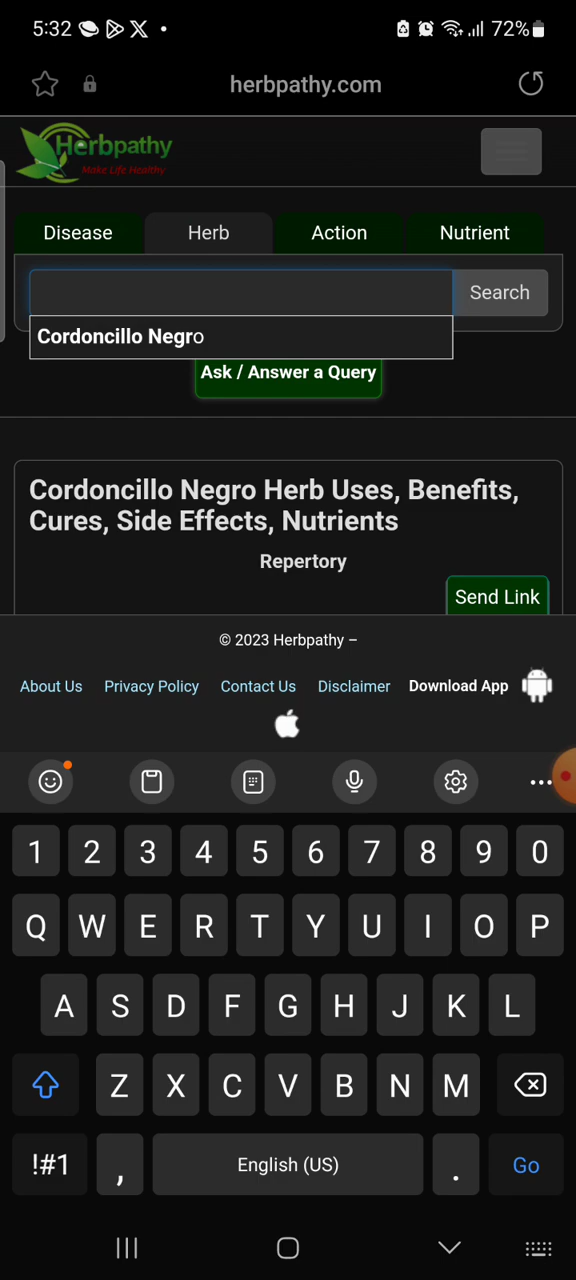 5:32 72%
herbpathy.com
Herbpathy
Make Life Healthy
Disease Herb Action Nutrient
Search
Cordoncillo Negro
Ask / Answer a Query
Cordoncillo Negro Herb Uses, Benefits,
Cures, Side Effects, Nutrients
Repertory
Send Link
© 2023 Herbpathy –
About Us Privacy Policy Contact Us Disclaimer Download App
1 2 3 4 5 6 7 8 9 0
Q W E R T Y U I O P
A S D F G H J K L
Z X C V B N M
!#1 , English (US) . Go